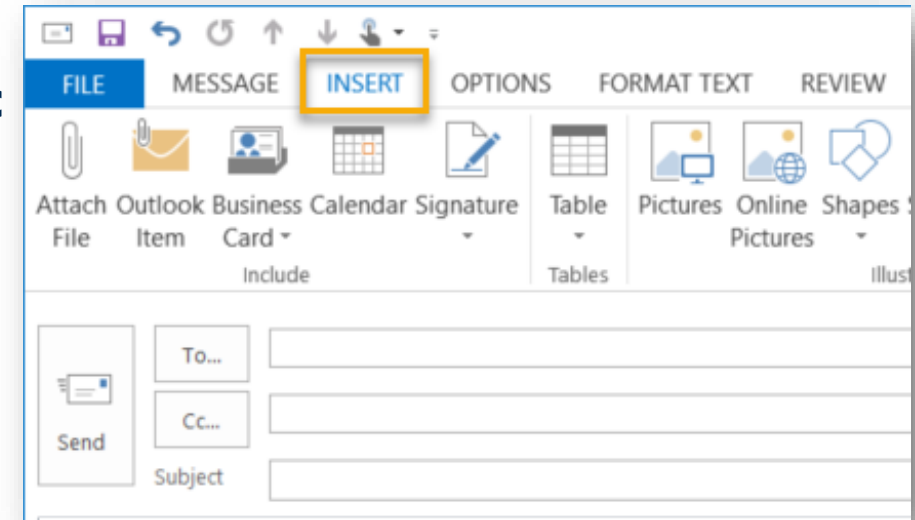 FILE MESSAGE INSERT OPTIONS FORMAT TEXT REVIEW
Attach Outlook Business Calendar Signature Table Pictures Online Shapes
File Item Card Pictures
Include Tables Illust
To...
Cc...
Send
Subject